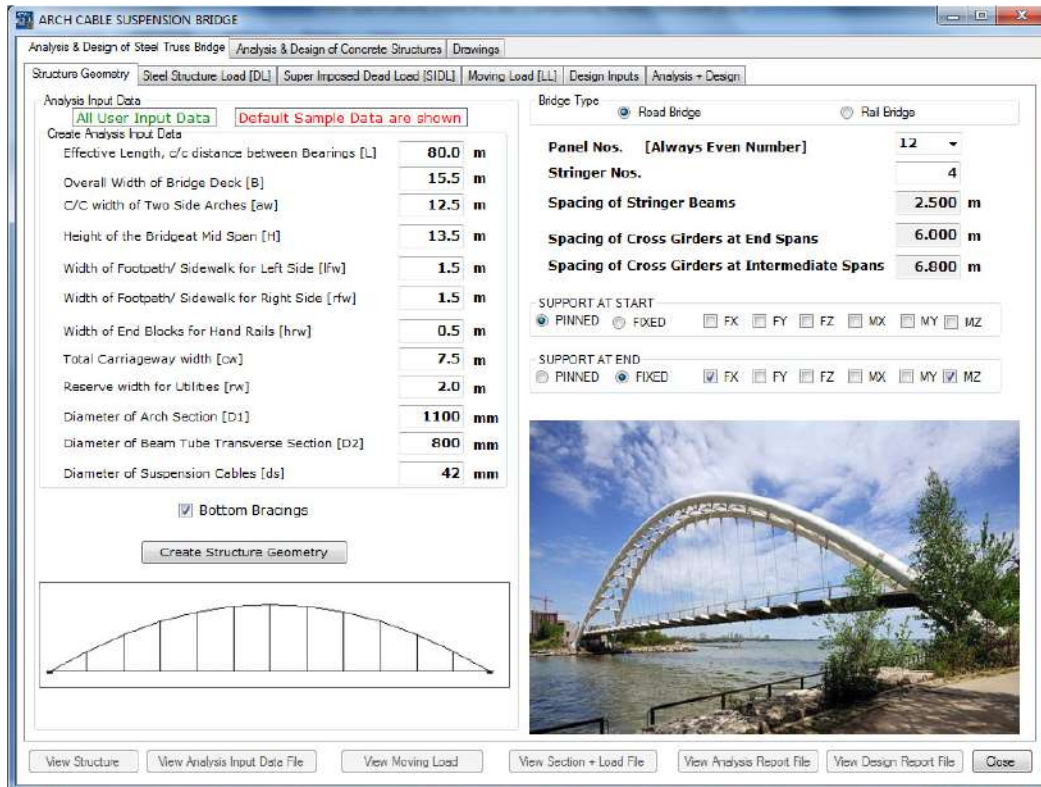 ARCH CABLE SUSPENSION BRIDGE
Analysis & Design of Steel Truss Bridge Analysis & Design of Concrete Structures Drawings
Structure Geometry Steel Structure Load [DL] Super Imposed Dead Load [SIDL] Moving Load [LL] Design Inputs Analysis + Design
Analysis Input Data
All User Input Data Default Sample Data are shown
Create Analysis Input Data
Effective Length, c/c distance between Bearings [L] 80.0 m
Overall Width of Bridge Deck [B] 15.5 m
C/C width of Two Side Arches [aw] 12.5 m
Height of the Bridgeat Mid Span [H] 13.5 m
Width of Footpath/ Sidewalk for Left Side [lfw] 1.5 m
Width of Footpath/ Sidewalk for Right Side [rfw] 1.5 m
Width of End Blocks for Hand Rails [hrw] 0.5 m
Total Carriageway width [cw] 7.5 m
Reserve width for Utilities [rw] 2.0 m
Diameter of Arch Section [D1] 1100 mm
Diameter of Beam Tube Transverse Section [D2] 800 mm
Diameter of Suspension Cables [ds] 42 mm
Bottom Bracings
Create Structure Geometry
Bridge Type
Road Bridge Rail Bridge
Panel Nos. [Always Even Number] 12
Stringer Nos. 4
Spacing of Stringer Beams 2.500 m
Spacing of Cross Girders at End Spans 6.000 m
Spacing of Cross Girders at Intermediate Spans 6.800 m
SUPPORT AT START
PINNED FIXED FX FY FZ MX MY MZ
SUPPORT AT END
PINNED FIXED FX FY FZ MX MY MZ
View Structure View Analysis Input Data File View Moving Load View Section + Load File View Analysis Report File View Design Report File Close